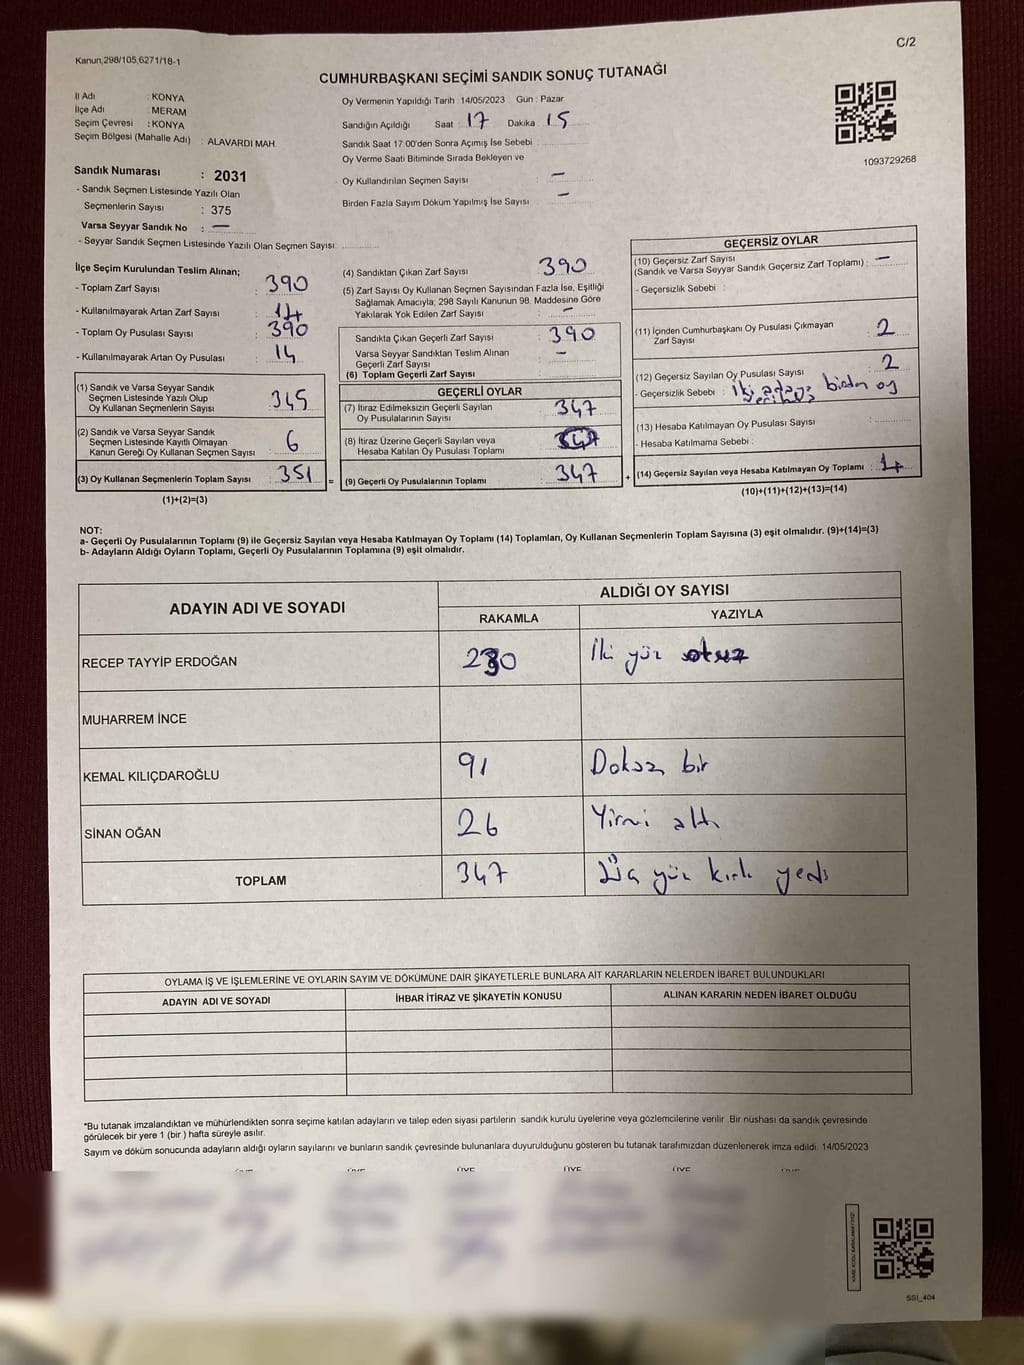 Kanun,298/105,6271/18-1
C/2
CUMHURBAŞKANI SEÇİMİ SANDIK SONUÇ TUTANAĞI
İl Adı : KONYA
İlçe Adı : MERAM
Seçim Çevresi : KONYA
Seçim Bölgesi (Mahalle Adı) : ALAVARDI MAH.
Oy Vermenin Yapıldığı Tarih : 14/05/2023 Gün : Pazar
Sandığın Açıldığı Saat : 17 Dakika : 15
Sandık Saat 17:00'den Sonra Açımış İse Sebebi :
Oy Verme Saati Bitiminde Sırada Bekleyen ve
Oy Kullandırılan Seçmen Sayısı : —
Birden Fazla Sayım Döküm Yapılmış İse Sayısı : —
1093729268
Sandık Numarası : 2031
- Sandık Seçmen Listesinde Yazılı Olan
Seçmenlerin Sayısı : 375
Varsa Seyyar Sandık No : —
- Seyyar Sandık Seçmen Listesinde Yazılı Olan Seçmen Sayısı:
İlçe Seçim Kurulundan Teslim Alınan;
- Toplam Zarf Sayısı : 390
- Kullanılmayarak Artan Zarf Sayısı : 14
- Toplam Oy Pusulası Sayısı : 390
- Kullanılmayarak Artan Oy Pusulası : 14
(1) Sandık ve Varsa Seyyar Sandık
Seçmen Listesinde Yazılı Olup
Oy Kullanan Seçmenlerin Sayısı : 345
(2) Sandık ve Varsa Seyyar Sandık
Seçmen Listesinde Kayıtlı Olmayan
Kanun Gereği Oy Kullanan Seçmen Sayısı : 6
(3) Oy Kullanan Seçmenlerin Toplam Sayısı : 351 =
(1)+(2)=(3)
(4) Sandıktan Çıkan Zarf Sayısı : 390
(5) Zarf Sayısı Oy Kullanan Seçmen Sayısından Fazla İse, Eşitliği
Sağlamak Amacıyla; 298 Sayılı Kanunun 98. Maddesine Göre
Yakılarak Yok Edilen Zarf Sayısı : —
Sandıkta Çıkan Geçerli Zarf Sayısı : 390
Varsa Seyyar Sandıktan Teslim Alınan
Geçerli Zarf Sayısı : —
(6) Toplam Geçerli Zarf Sayısı
GEÇERLİ OYLAR
(7) İtiraz Edilmeksizin Geçerli Sayılan
Oy Pusulalarının Sayısı : 347
(8) İtiraz Üzerine Geçerli Sayılan veya
Hesaba Katılan Oy Pusulası Toplamı :
(9) Geçerli Oy Pusulalarının Toplamı : 347 +
GEÇERSİZ OYLAR
(10) Geçersiz Zarf Sayısı
(Sandık ve Varsa Seyyar Sandık Geçersiz Zarf Toplamı) : —
- Geçersizlik Sebebi :
(11) İçinden Cumhurbaşkanı Oy Pusulası Çıkmayan
Zarf Sayısı : 2
(12) Geçersiz Sayılan Oy Pusulası Sayısı : 2
- Geçersizlik Sebebi : İki adaya birden oy
(13) Hesaba Katılmayan Oy Pusulası Sayısı :
- Hesaba Katılmama Sebebi :
(14) Geçersiz Sayılan veya Hesaba Katılmayan Oy Toplamı : 4
(10)+(11)+(12)+(13)=(14)
NOT:
a- Geçerli Oy Pusulalarının Toplamı (9) ile Geçersiz Sayılan veya Hesaba Katılmayan Oy Toplamı (14) Toplamları, Oy Kullanan Seçmenlerin Toplam Sayısına (3) eşit olmalıdır. (9)+(14)=(3)
b- Adayların Aldığı Oyların Toplamı, Geçerli Oy Pusulalarının Toplamına (9) eşit olmalıdır.
ADAYIN ADI VE SOYADI
ALDIĞI OY SAYISI
RAKAMLA YAZIYLA
RECEP TAYYİP ERDOĞAN 230 İki yüz otuz
MUHARREM İNCE
KEMAL KILIÇDAROĞLU 91 Doksan bir
SİNAN OĞAN 26 Yirmi altı
TOPLAM 347 Üç yüz kırk yedi
OYLAMA İŞ VE İŞLEMLERİNE VE OYLARIN SAYIM VE DÖKÜMÜNE DAİR ŞİKAYETLERLE BUNLARA AİT KARARLARIN NELERDEN İBARET BULUNDUKLARI
ADAYIN ADI VE SOYADI İHBAR İTİRAZ VE ŞİKAYETİN KONUSU ALINAN KARARIN NEDEN İBARET OLDUĞU
*Bu tutanak imzalandıktan ve mühürlendikten sonra seçime katılan adayların ve talep eden siyasi partilerin sandık kurulu üyelerine veya gözlemcilerine verilir. Bir nüshası da sandık çevresinde
görülecek bir yere 1 (bir) hafta süreyle asılır.
Sayım ve döküm sonucunda adayların aldığı oyların sayılarını ve bunların sandık çevresinde bulunanlara duyurulduğunu gösteren bu tutanak tarafımızdan düzenlenerek imza edildi. 14/05/2023
ÜYE ÜYE ÜYE
SSI_404